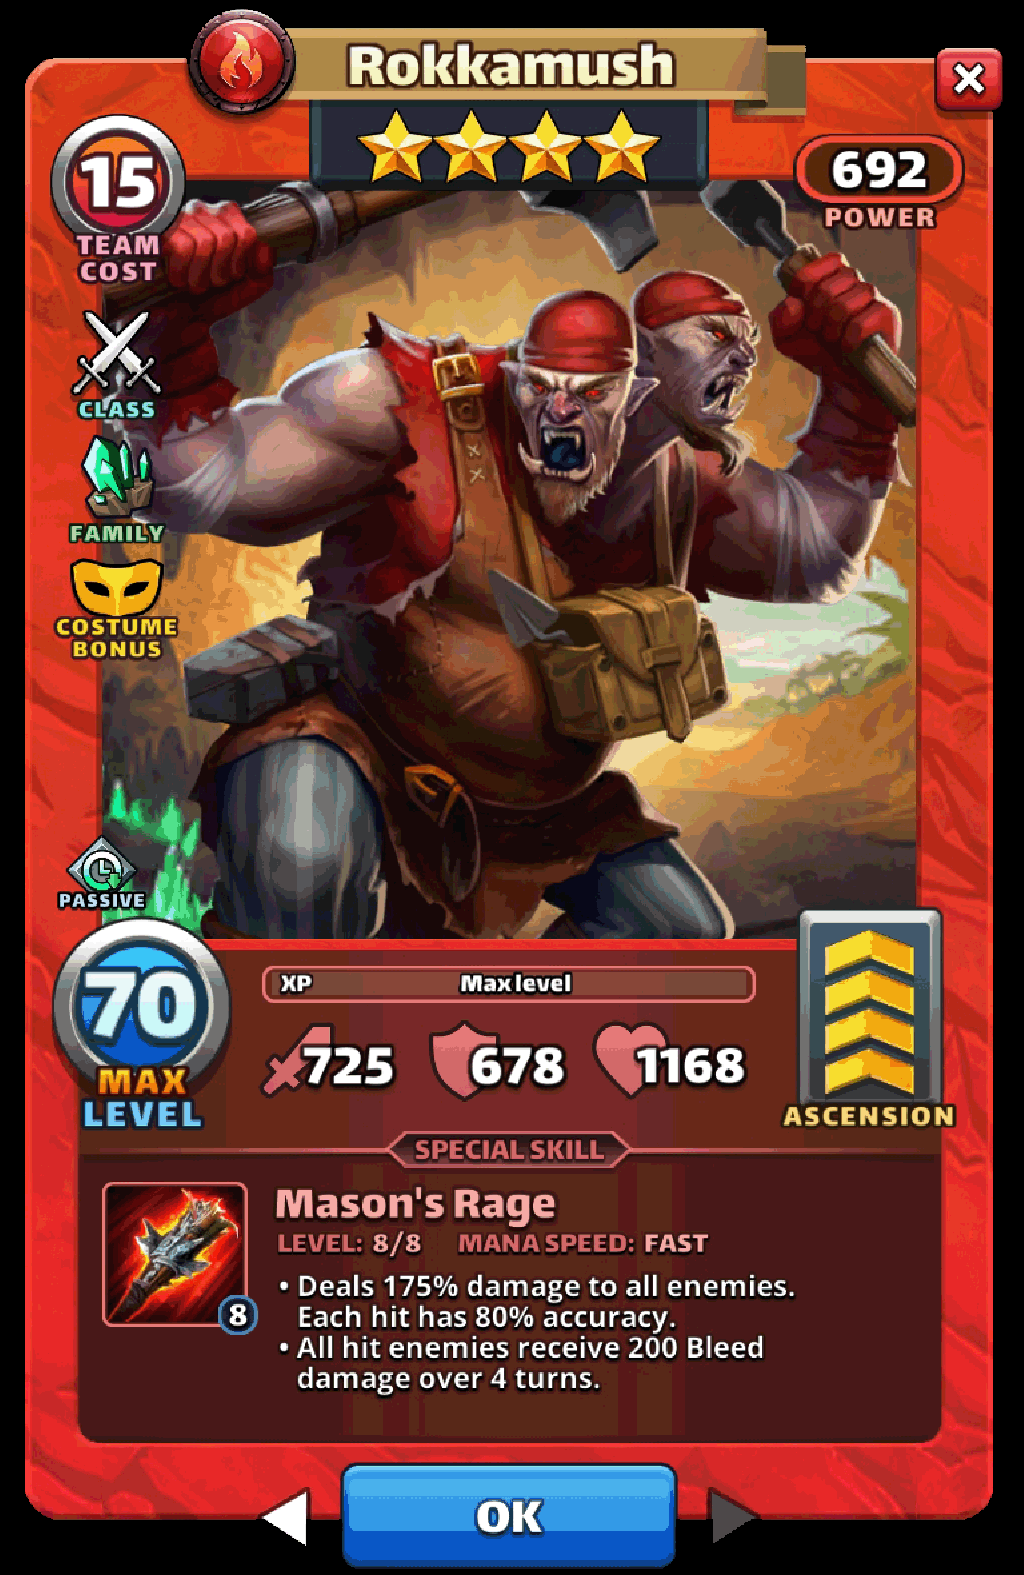 Rokkamush
15
TEAM
COST
692
POWER
CLASS
FAMILY
COSTUME
BONUS
PASSIVE
70
MAX
LEVEL
XP
Max level
725
678
1168
ASCENSION
SPECIAL SKILL
Mason's Rage
LEVEL: 8/8 MANA SPEED: FAST
8
• Deals 175% damage to all enemies.
Each hit has 80% accuracy.
• All hit enemies receive 200 Bleed
damage over 4 turns.
OK